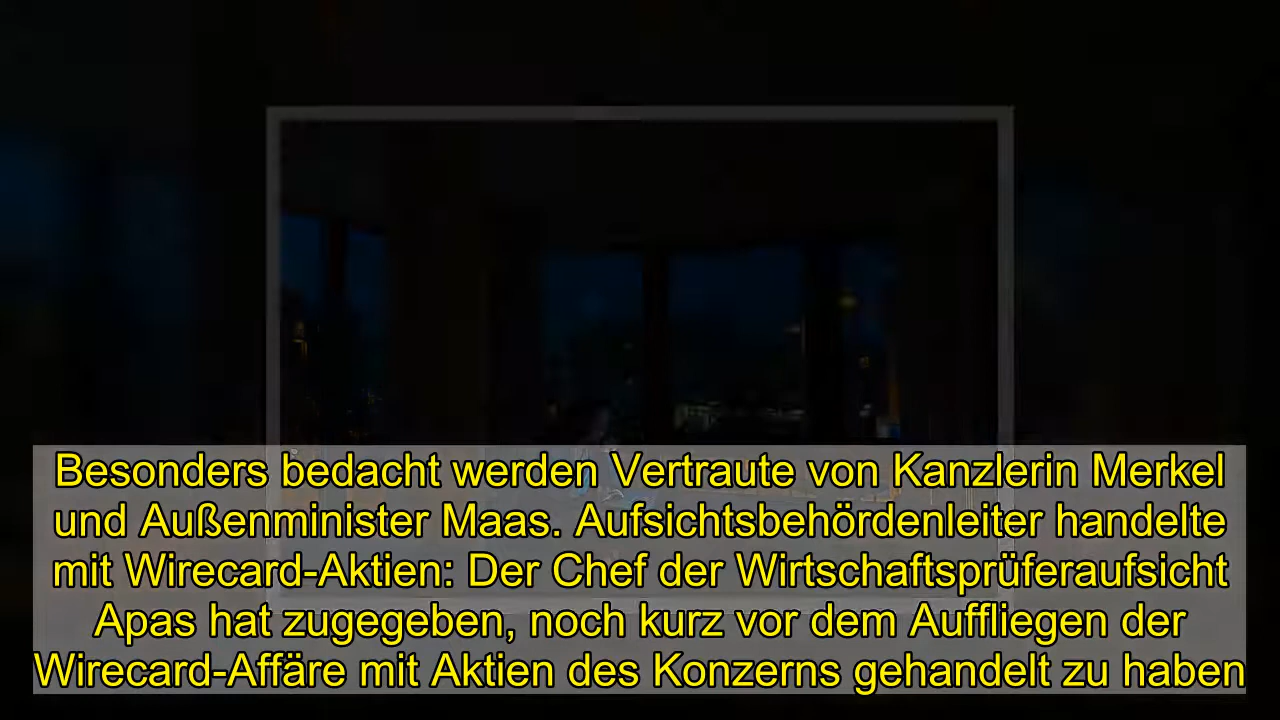 Besonders bedacht werden Vertraute von Kanzlerin Merkel
und Außenminister Maas. Aufsichtsbehördenleiter handelte
mit Wirecard-Aktien: Der Chef der Wirtschaftsprüferaufsicht
Apas hat zugegeben, noch kurz vor dem Auffliegen der
Wirecard-Affäre mit Aktien des Konzerns gehandelt zu haben